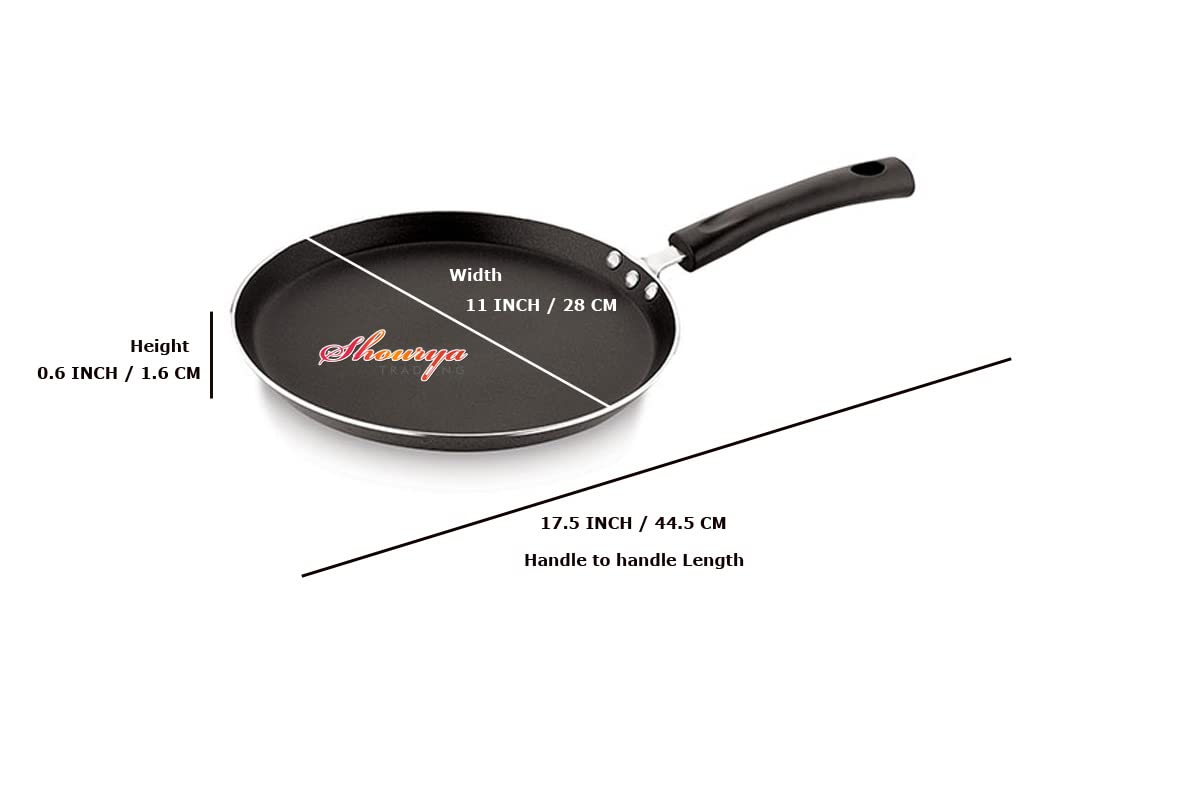 Width
11 INCH / 28 CM
Height
0.6 INCH / 1.6 CM
Shourya
TRADING
17.5 INCH / 44.5 CM
Handle to handle Length